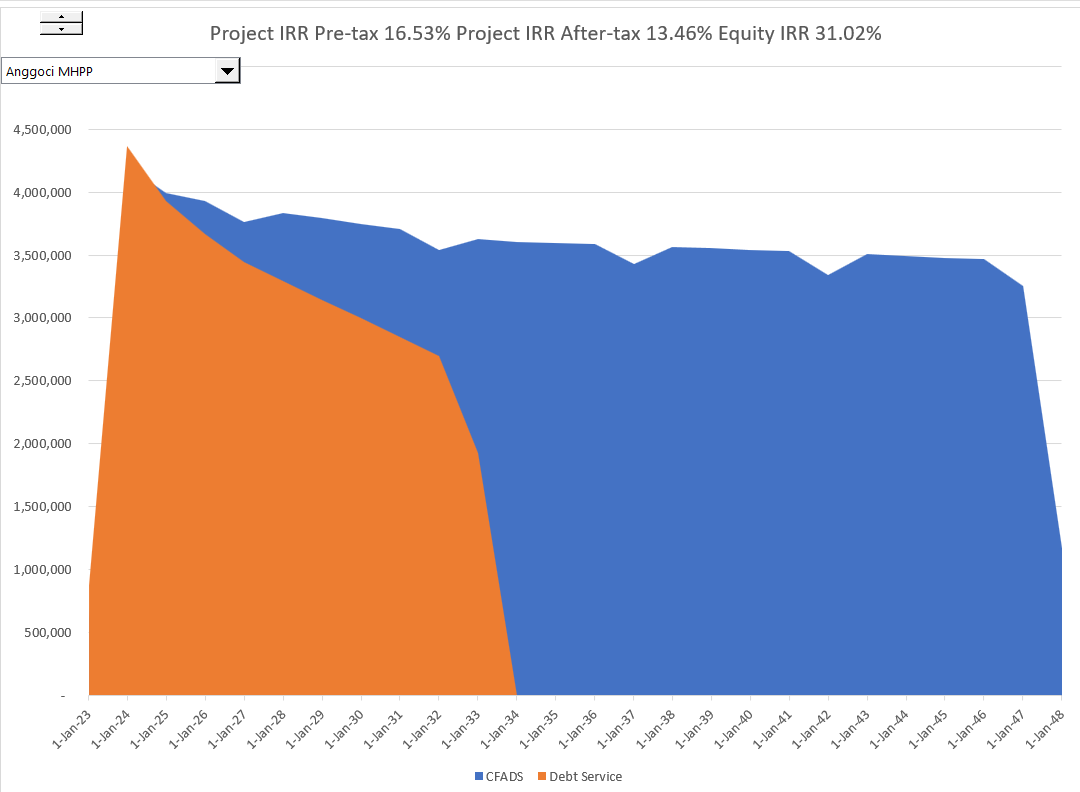 Project IRR Pre-tax 16.53% Project IRR After-tax 13.46% Equity IRR 31.02%
Anggoci MHPP
4,500,000
4,000,000
3,500,000
3,000,000
2,500,000
2,000,000
1,500,000
1,000,000
500,000
-
1-Jan-23
1-Jan-24
1-Jan-25
1-Jan-26
1-Jan-27
1-Jan-28
1-Jan-29
1-Jan-30
1-Jan-31
1-Jan-32
1-Jan-33
1-Jan-34
1-Jan-35
1-Jan-36
1-Jan-37
1-Jan-38
1-Jan-39
1-Jan-40
1-Jan-41
1-Jan-42
1-Jan-43
1-Jan-44
1-Jan-45
1-Jan-46
1-Jan-47
1-Jan-48
CFADS Debt Service